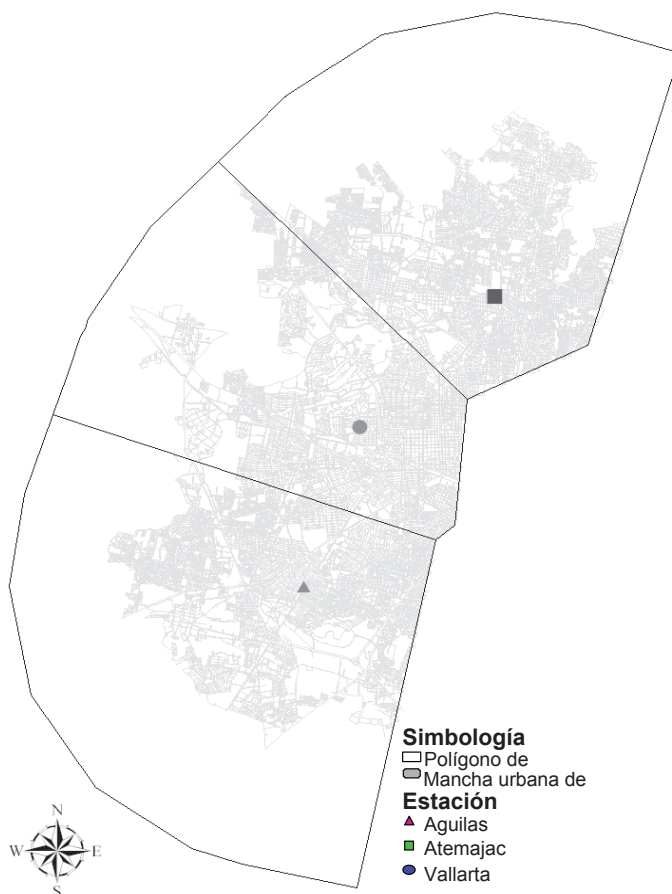 Simbología
Polígono de
Mancha urbana de
Estación
Aguilas
Atemajac
Vallarta
N
W E
S